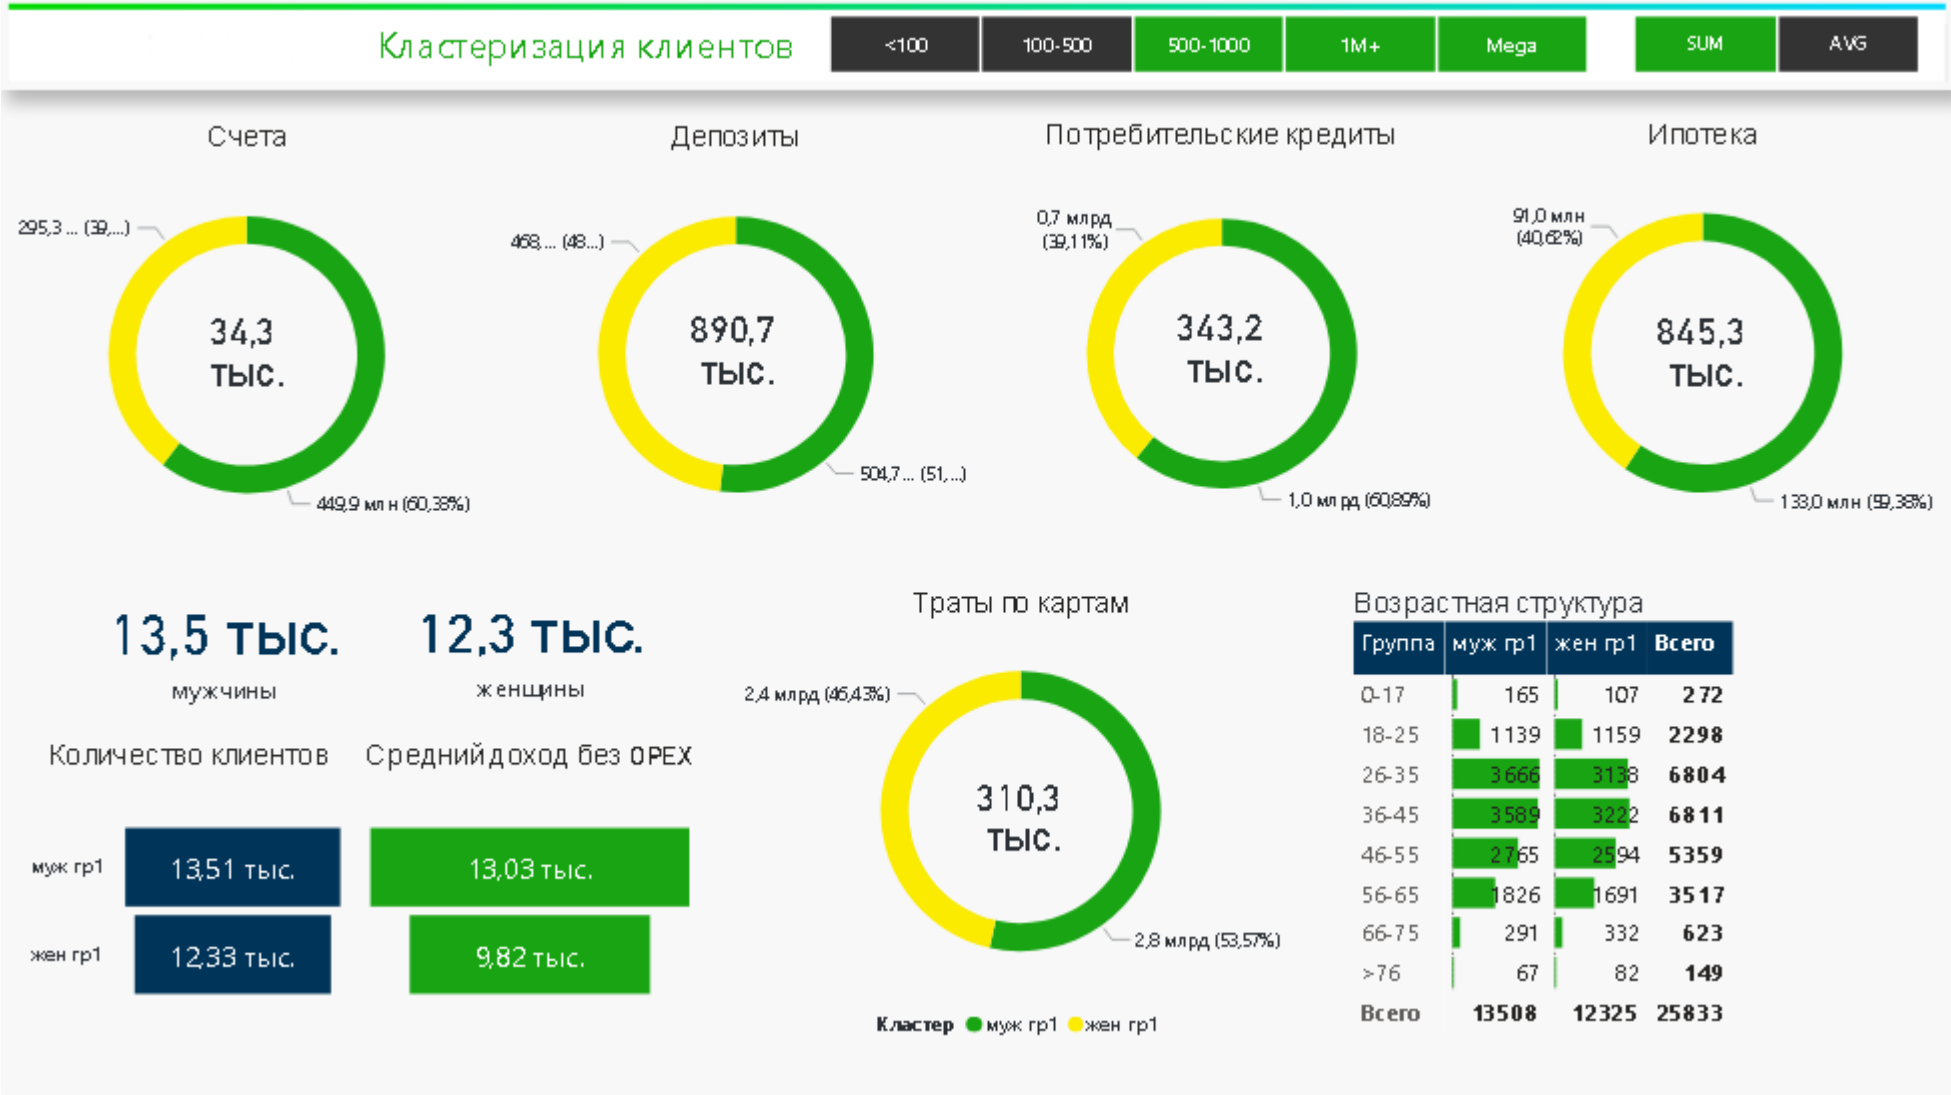 Кластеризация клиентов
<100
100-500
500-1000
1M+
Mega
SUM
AVG
Счета
295,3 ... (39,...)
34,3
тыс.
449,9 млн (60,38%)
Депозиты
468,... (48...)
890,7
тыс.
504,7... (51,...)
Потребительские кредиты
0,7 млрд
(39,11%)
343,2
тыс.
1,0 млрд (60,89%)
Ипотека
91,0 млн
(40,62%)
845,3
тыс.
133,0 млн (59,38%)
13,5 тыс.
мужчины
12,3 тыс.
женщины
Количество клиентов
Средний доход без OPEX
муж гр1
13,51 тыс.
13,03 тыс.
жен гр1
12,33 тыс.
9,82 тыс.
Траты по картам
2,4 млрд (46,43%)
310,3
тыс.
2,8 млрд (53,57%)
Кластер муж гр1 жен гр1
Возрастная структура
Группа муж гр1 жен гр1 Всего
0-17 165 107 272
18-25 1139 1159 2298
26-35 3666 3138 6804
36-45 3589 3222 6811
46-55 2765 2594 5359
56-65 1826 1691 3517
66-75 291 332 623
>76 67 82 149
Всего 13508 12325 25833